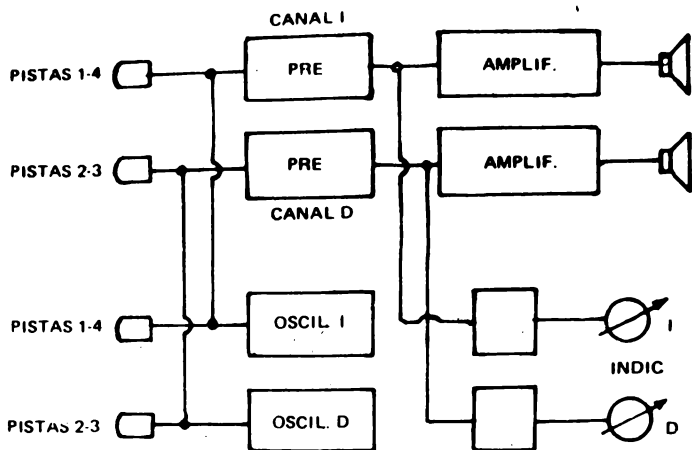 CANAL I
PISTAS 1-4
PRE
AMPLIF.
PISTAS 2-3
PRE
AMPLIF.
CANAL D
PISTAS 1-4
OSCIL. I
I
INDIC
PISTAS 2-3
OSCIL. D
D